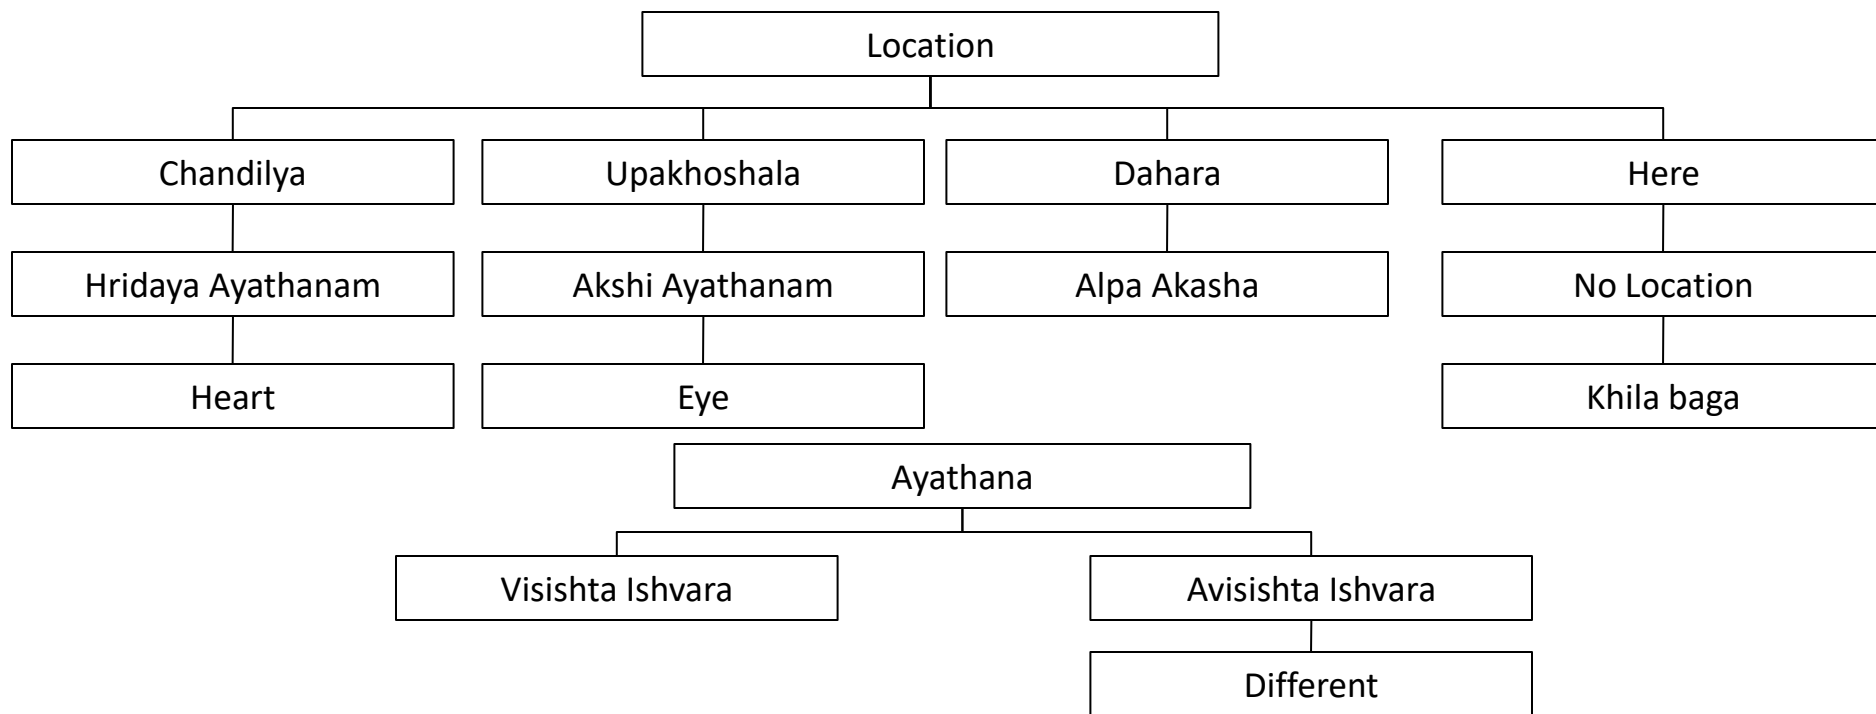 Location
Chandilya
Upakhoshala
Dahara
Here
Hridaya Ayathanam
Akshi Ayathanam
Alpa Akasha
No Location
Heart
Eye
Khila baga
Ayathana
Visishta Ishvara
Avisishta Ishvara
Different